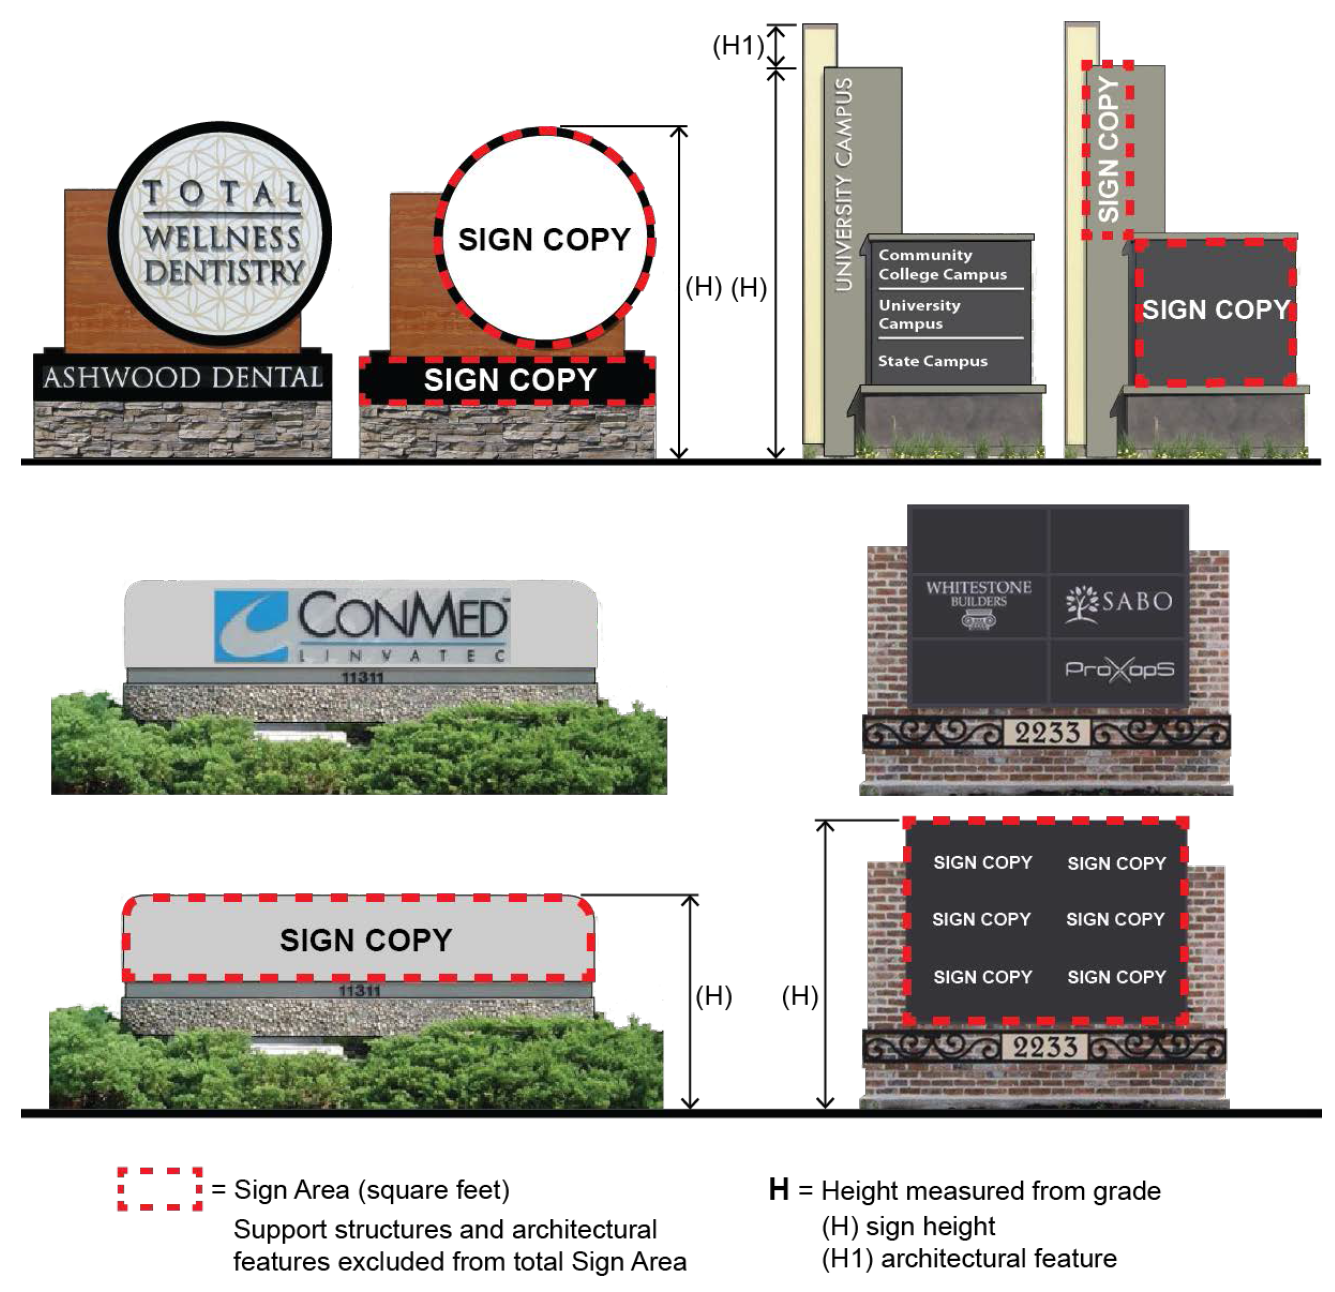 TOTAL
WELLNESS
DENTISTRY
ASHWOOD DENTAL
SIGN COPY
SIGN COPY
(H)
(H1)
(H)
UNIVERSITY CAMPUS
Community
College Campus
University
Campus
State Campus
SIGN COPY
SIGN COPY
CONMED™
LINVATEC
11311
WHITESTONE
BUILDERS
SABO
ProXopS
2233
SIGN COPY
11311
(H)
(H)
SIGN COPY SIGN COPY
SIGN COPY SIGN COPY
SIGN COPY SIGN COPY
2233
= Sign Area (square feet)
Support structures and architectural
features excluded from total Sign Area
H = Height measured from grade
(H) sign height
(H1) architectural feature